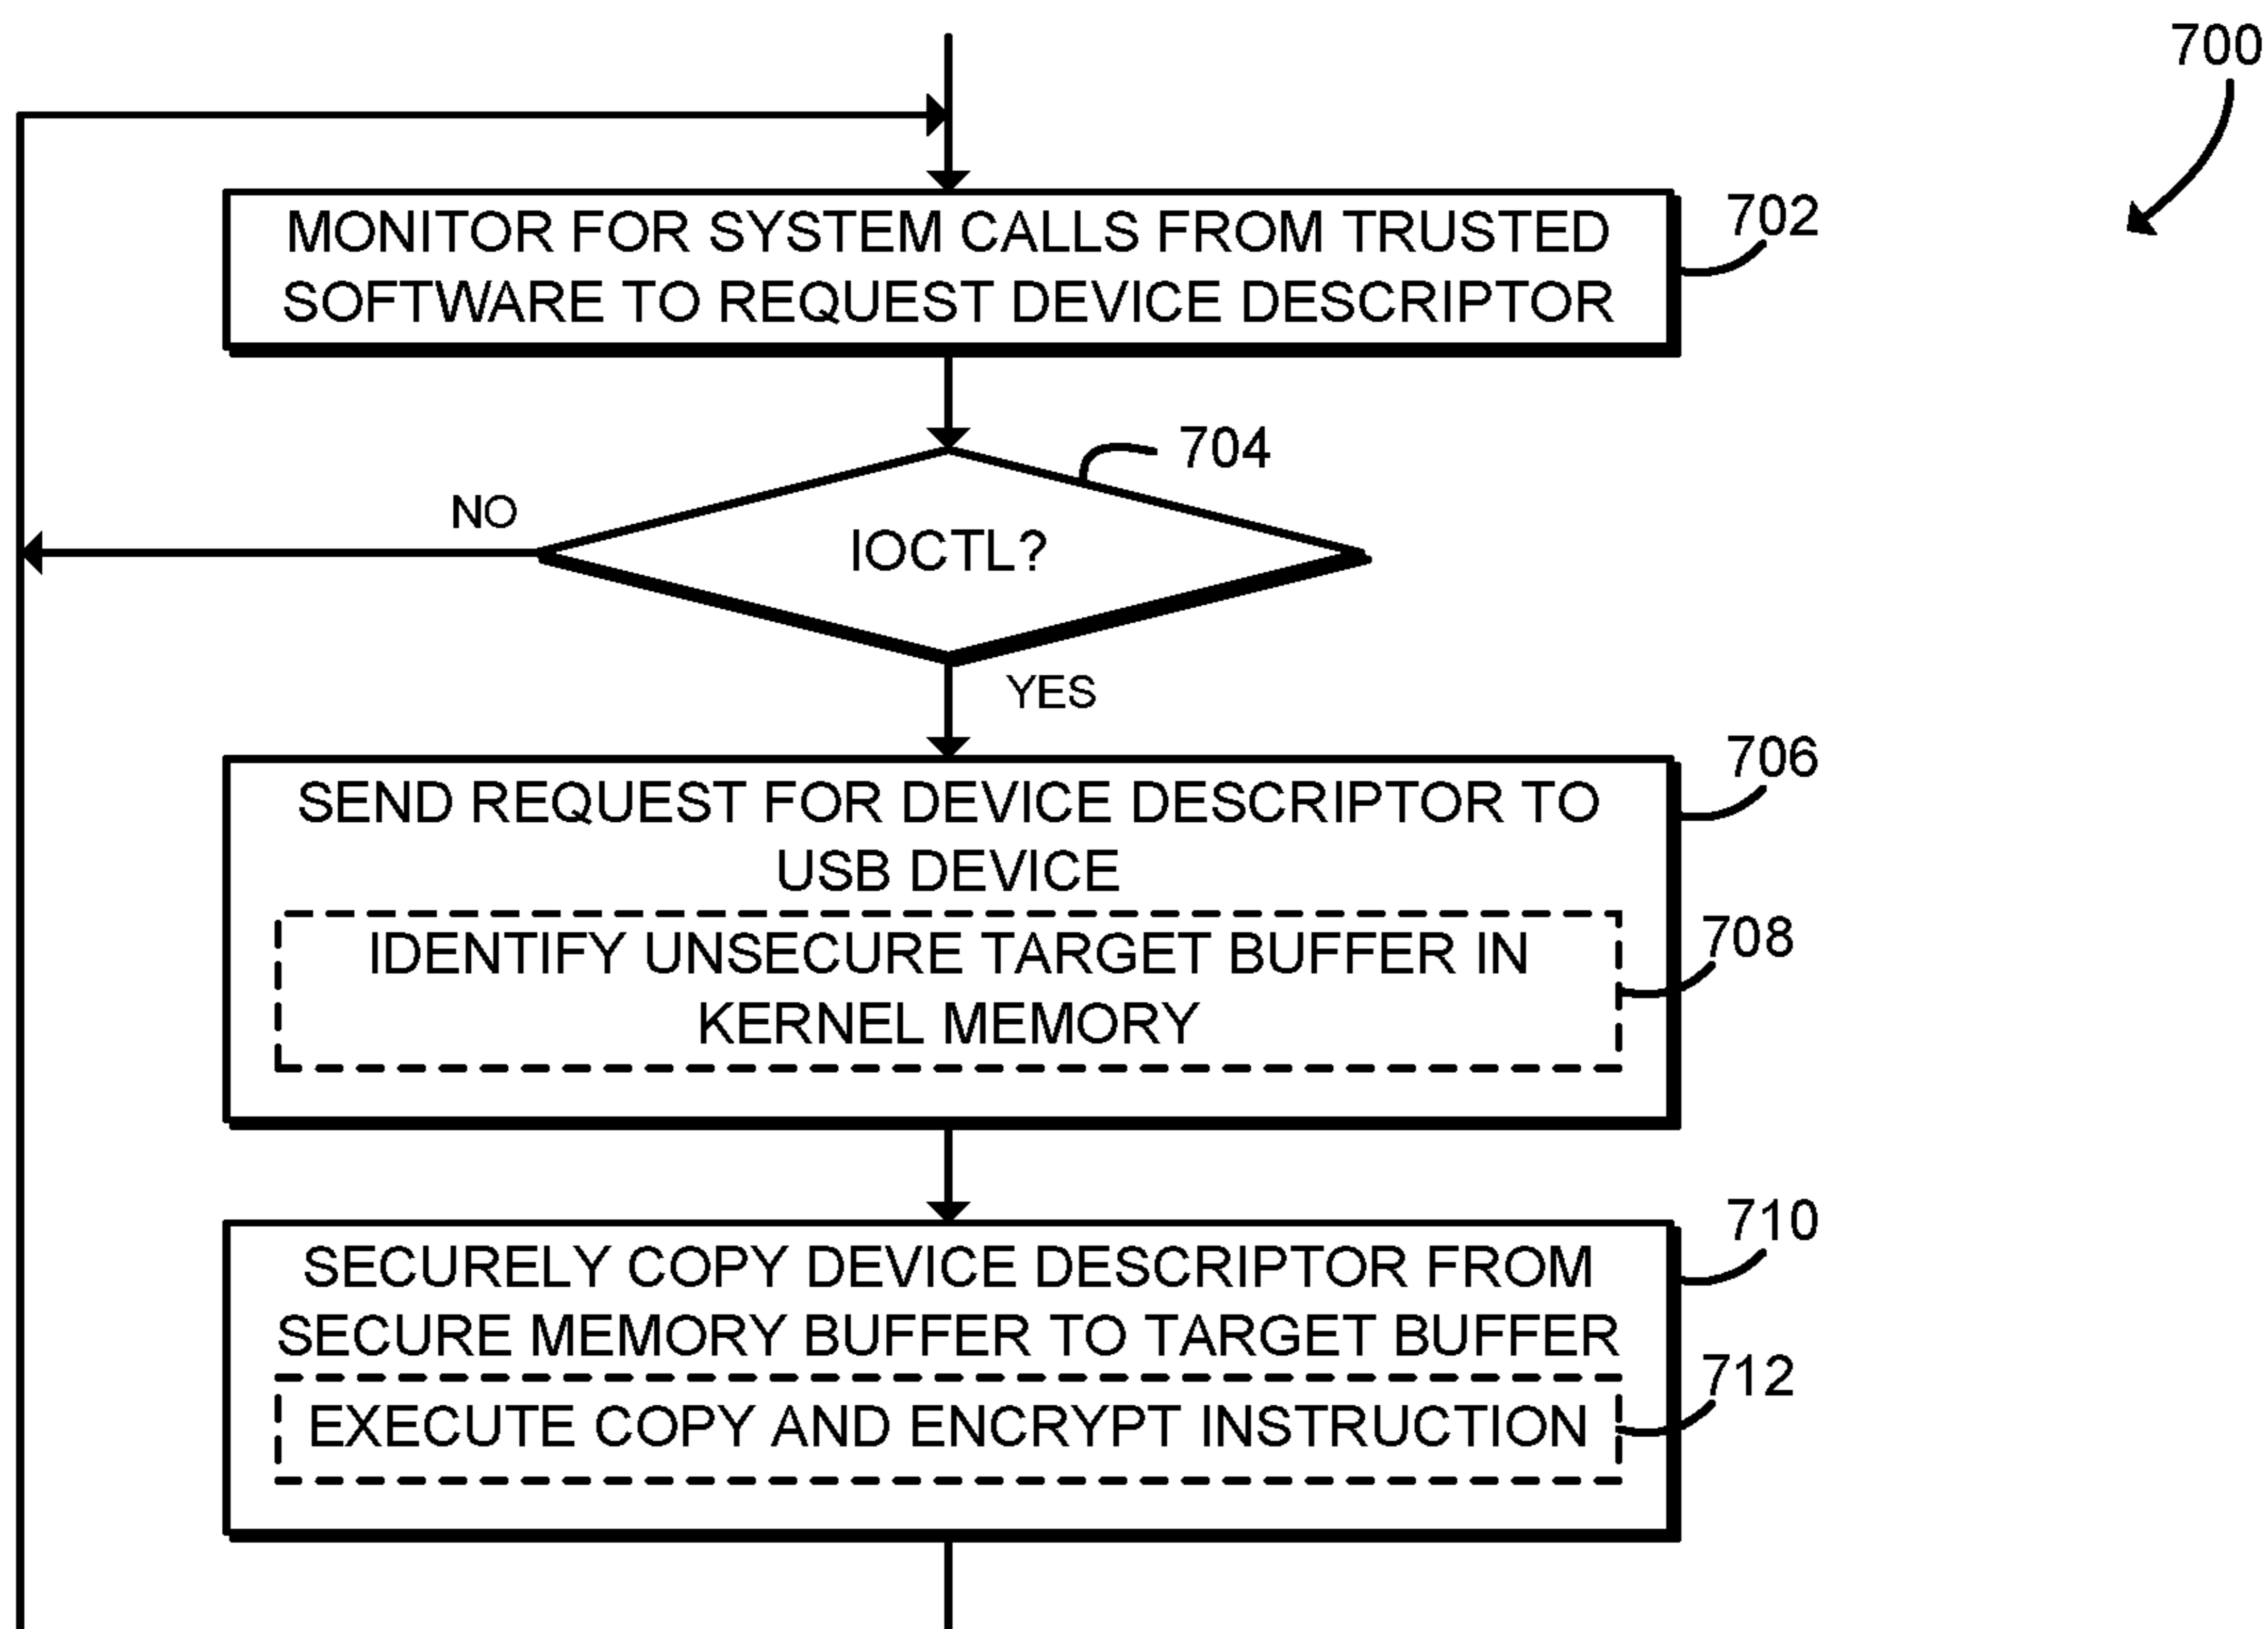 700
MONITOR FOR SYSTEM CALLS FROM TRUSTED
SOFTWARE TO REQUEST DEVICE DESCRIPTOR
702
704
NO
IOCTL?
YES
706
SEND REQUEST FOR DEVICE DESCRIPTOR TO
USB DEVICE
708
IDENTIFY UNSECURE TARGET BUFFER IN
KERNEL MEMORY
710
SECURELY COPY DEVICE DESCRIPTOR FROM
SECURE MEMORY BUFFER TO TARGET BUFFER
712
EXECUTE COPY AND ENCRYPT INSTRUCTION